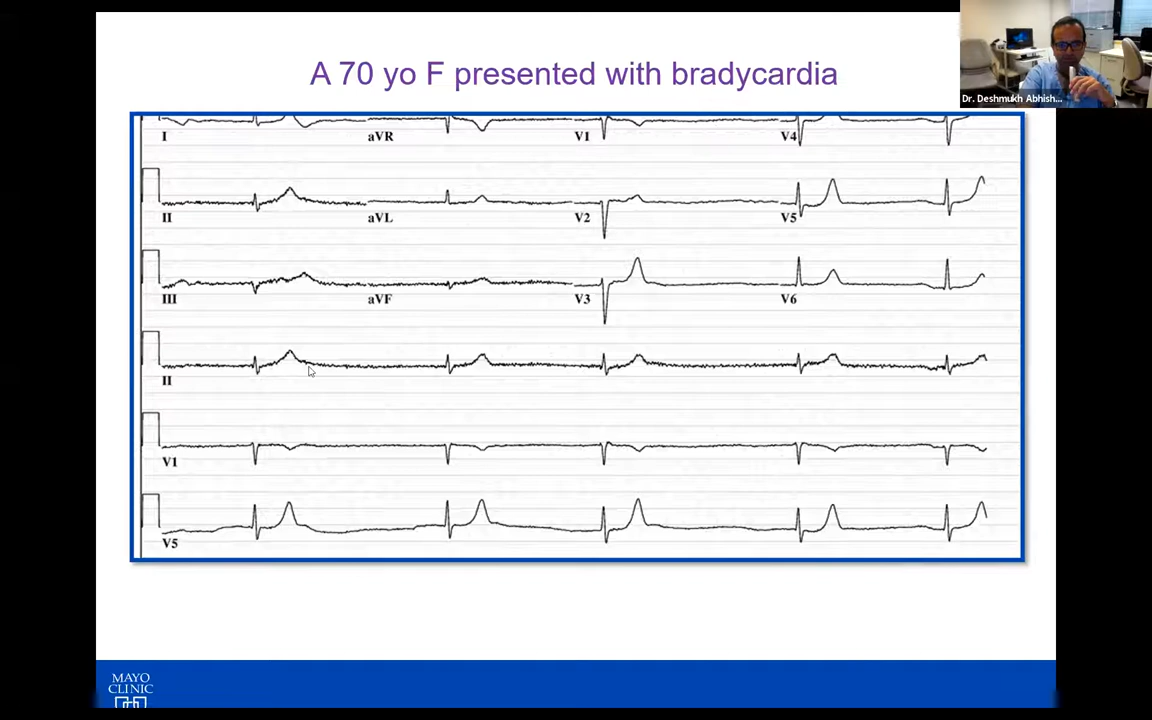 A 70 yo F presented with bradycardia
Dr. Deshmukh Abhish...
I aVR V1 V4
II aVL V2 V5
III aVF V3 V6
II
V1
V5
MAYO
CLINIC